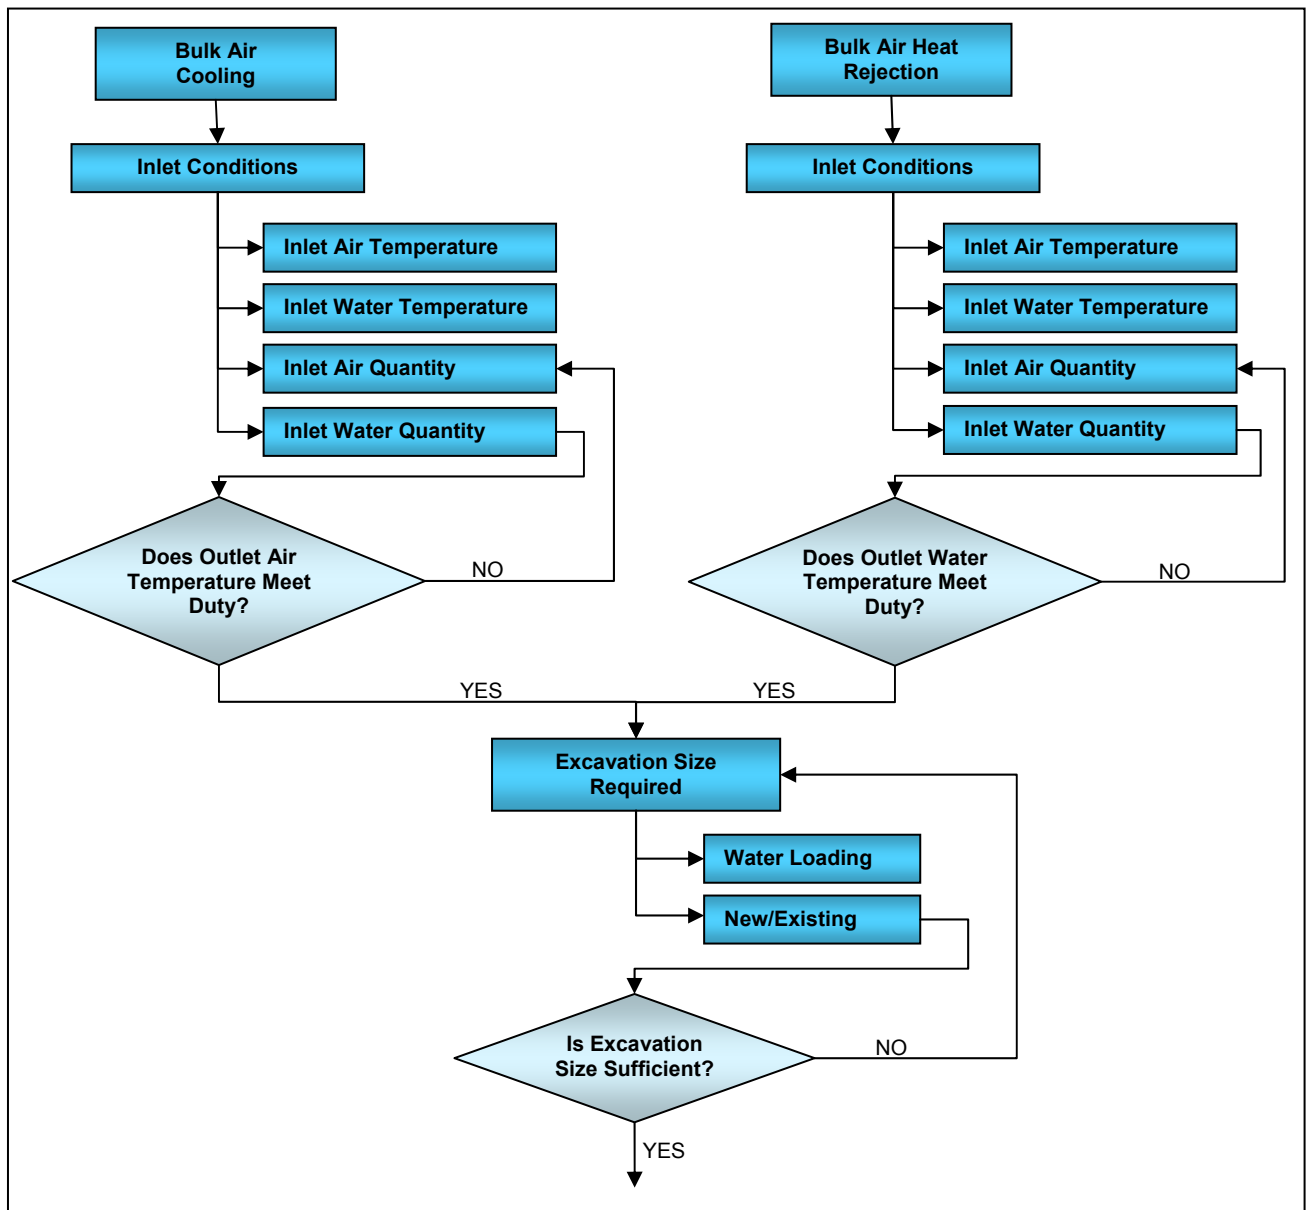 Bulk Air
Cooling
Bulk Air Heat
Rejection
Inlet Conditions
Inlet Conditions
Inlet Air Temperature
Inlet Air Temperature
Inlet Water Temperature
Inlet Water Temperature
Inlet Air Quantity
Inlet Air Quantity
Inlet Water Quantity
Inlet Water Quantity
Does Outlet Air
Temperature Meet
Duty?
NO
Does Outlet Water
Temperature Meet
Duty?
NO
YES
YES
Excavation Size
Required
Water Loading
New/Existing
Is Excavation
Size Sufficient?
NO
YES